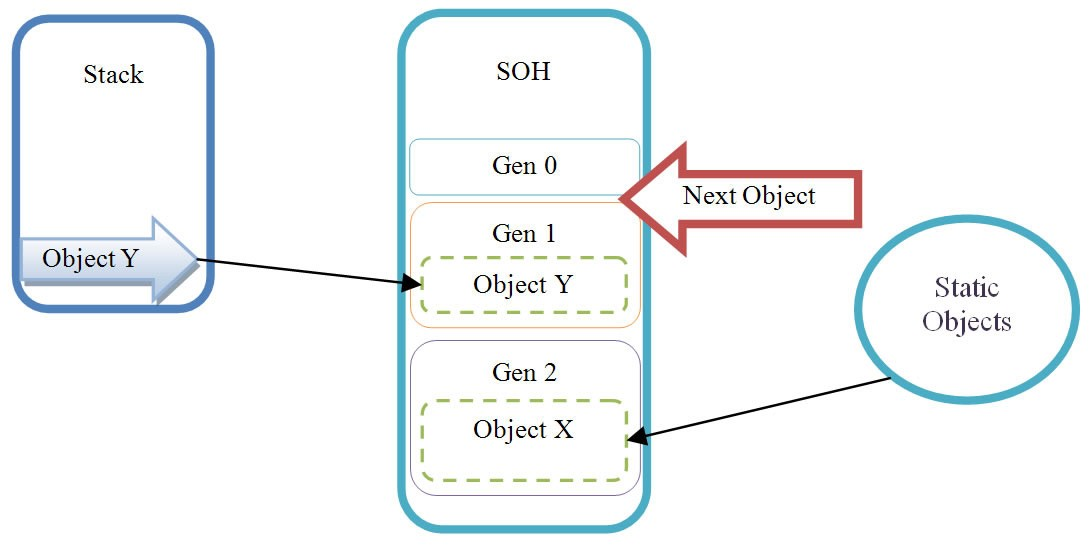 Stack
SOH
Gen 0
Next Object
Gen 1
Object Y
Object Y
Static
Objects
Gen 2
Object X